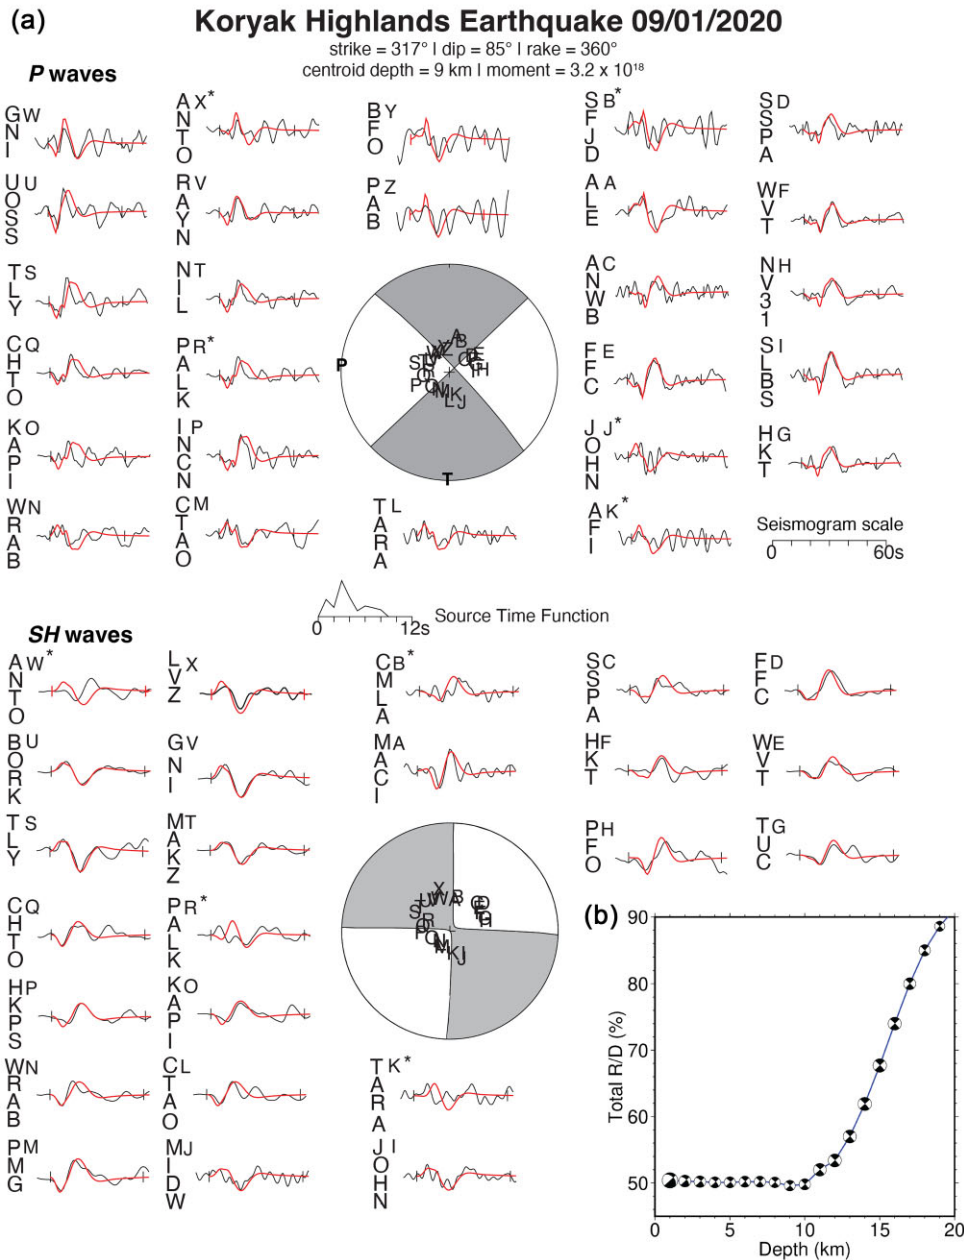 (a)
Koryak Highlands Earthquake 09/01/2020
strike = 317° I dip = 85° I rake = 360°
centroid depth = 9 km I moment = 3.2 x 10¹⁸
P waves
GNI W
ANTO X*
BFO Y
SFJD B*
SSPA D
UOSS U
RAYN V
PAB Z
ALE A
WVT F
TLY S
NIL T
ANWB C
NV31 H
CHTO Q
PALK R*
P
FFC E
SLBS I
KAPI O
INCN P
T
JOHN J*
HKT G
WRAB N
CTAO M
TARA L
AFI K*
Seismogram scale
0 60s
0 12s
Source Time Function
SH waves
ANTO W*
LVZ X
CMLA B*
SSPA C
FFC D
BORK U
GNI V
MACI A
HKT F
WVT E
TLY S
MAKZ T
PFO H
TUC G
CHTO Q
PALK R*
HKPS P
KAPI O
WRAB N
CTAO L
TARA K*
PMG M
MIDW J
JOHN I
(b)
Total R/D (%)
90
80
70
60
50
0 5 10 15 20
Depth (km)